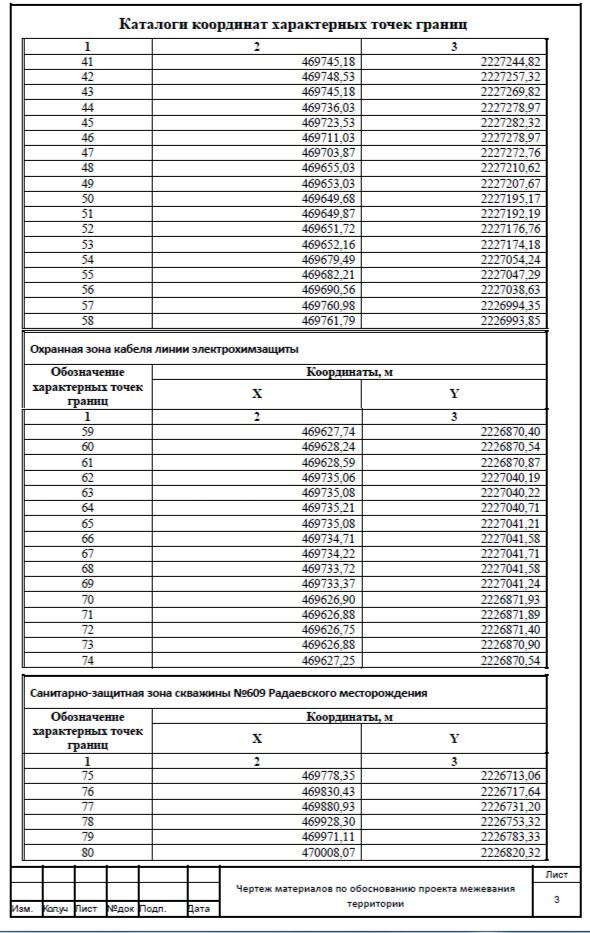 Каталоги координат характерных точек границ
1 2 3
41 469745,18 2227244,82
42 469748,53 2227257,32
43 469745,18 2227269,82
44 469736,03 2227278,97
45 469723,53 2227282,32
46 469711,03 2227278,97
47 469703,87 2227272,76
48 469655,03 2227210,62
49 469653,03 2227207,67
50 469649,68 2227195,17
51 469649,87 2227192,19
52 469651,72 2227176,76
53 469652,16 2227174,18
54 469679,49 2227054,24
55 469682,21 2227047,29
56 469690,56 2227038,63
57 469760,98 2226994,35
58 469761,79 2226993,85
Охранная зона кабеля линии электрохимзащиты
Обозначение характерных точек границ
Координаты, м
X Y
1 2 3
59 469627,74 2226870,40
60 469628,24 2226870,54
61 469628,59 2226870,87
62 469735,06 2227040,19
63 469735,08 2227040,22
64 469735,21 2227040,71
65 469735,08 2227041,21
66 469734,71 2227041,58
67 469734,22 2227041,71
68 469733,72 2227041,58
69 469733,37 2227041,24
70 469626,90 2226871,93
71 469626,88 2226871,89
72 469626,75 2226871,40
73 469626,88 2226870,90
74 469627,25 2226870,54
Санитарно-защитная зона скважины №609 Радаевского месторождения
Обозначение характерных точек границ
Координаты, м
X Y
1 2 3
75 469778,35 2226713,06
76 469830,43 2226717,64
77 469880,93 2226731,20
78 469928,30 2226753,32
79 469971,11 2226783,33
80 470008,07 2226820,32
Чертеж материалов по обоснованию проекта межевания
территории
Лист
3
Изм. Кол.уч Лист №док Подп. Дата